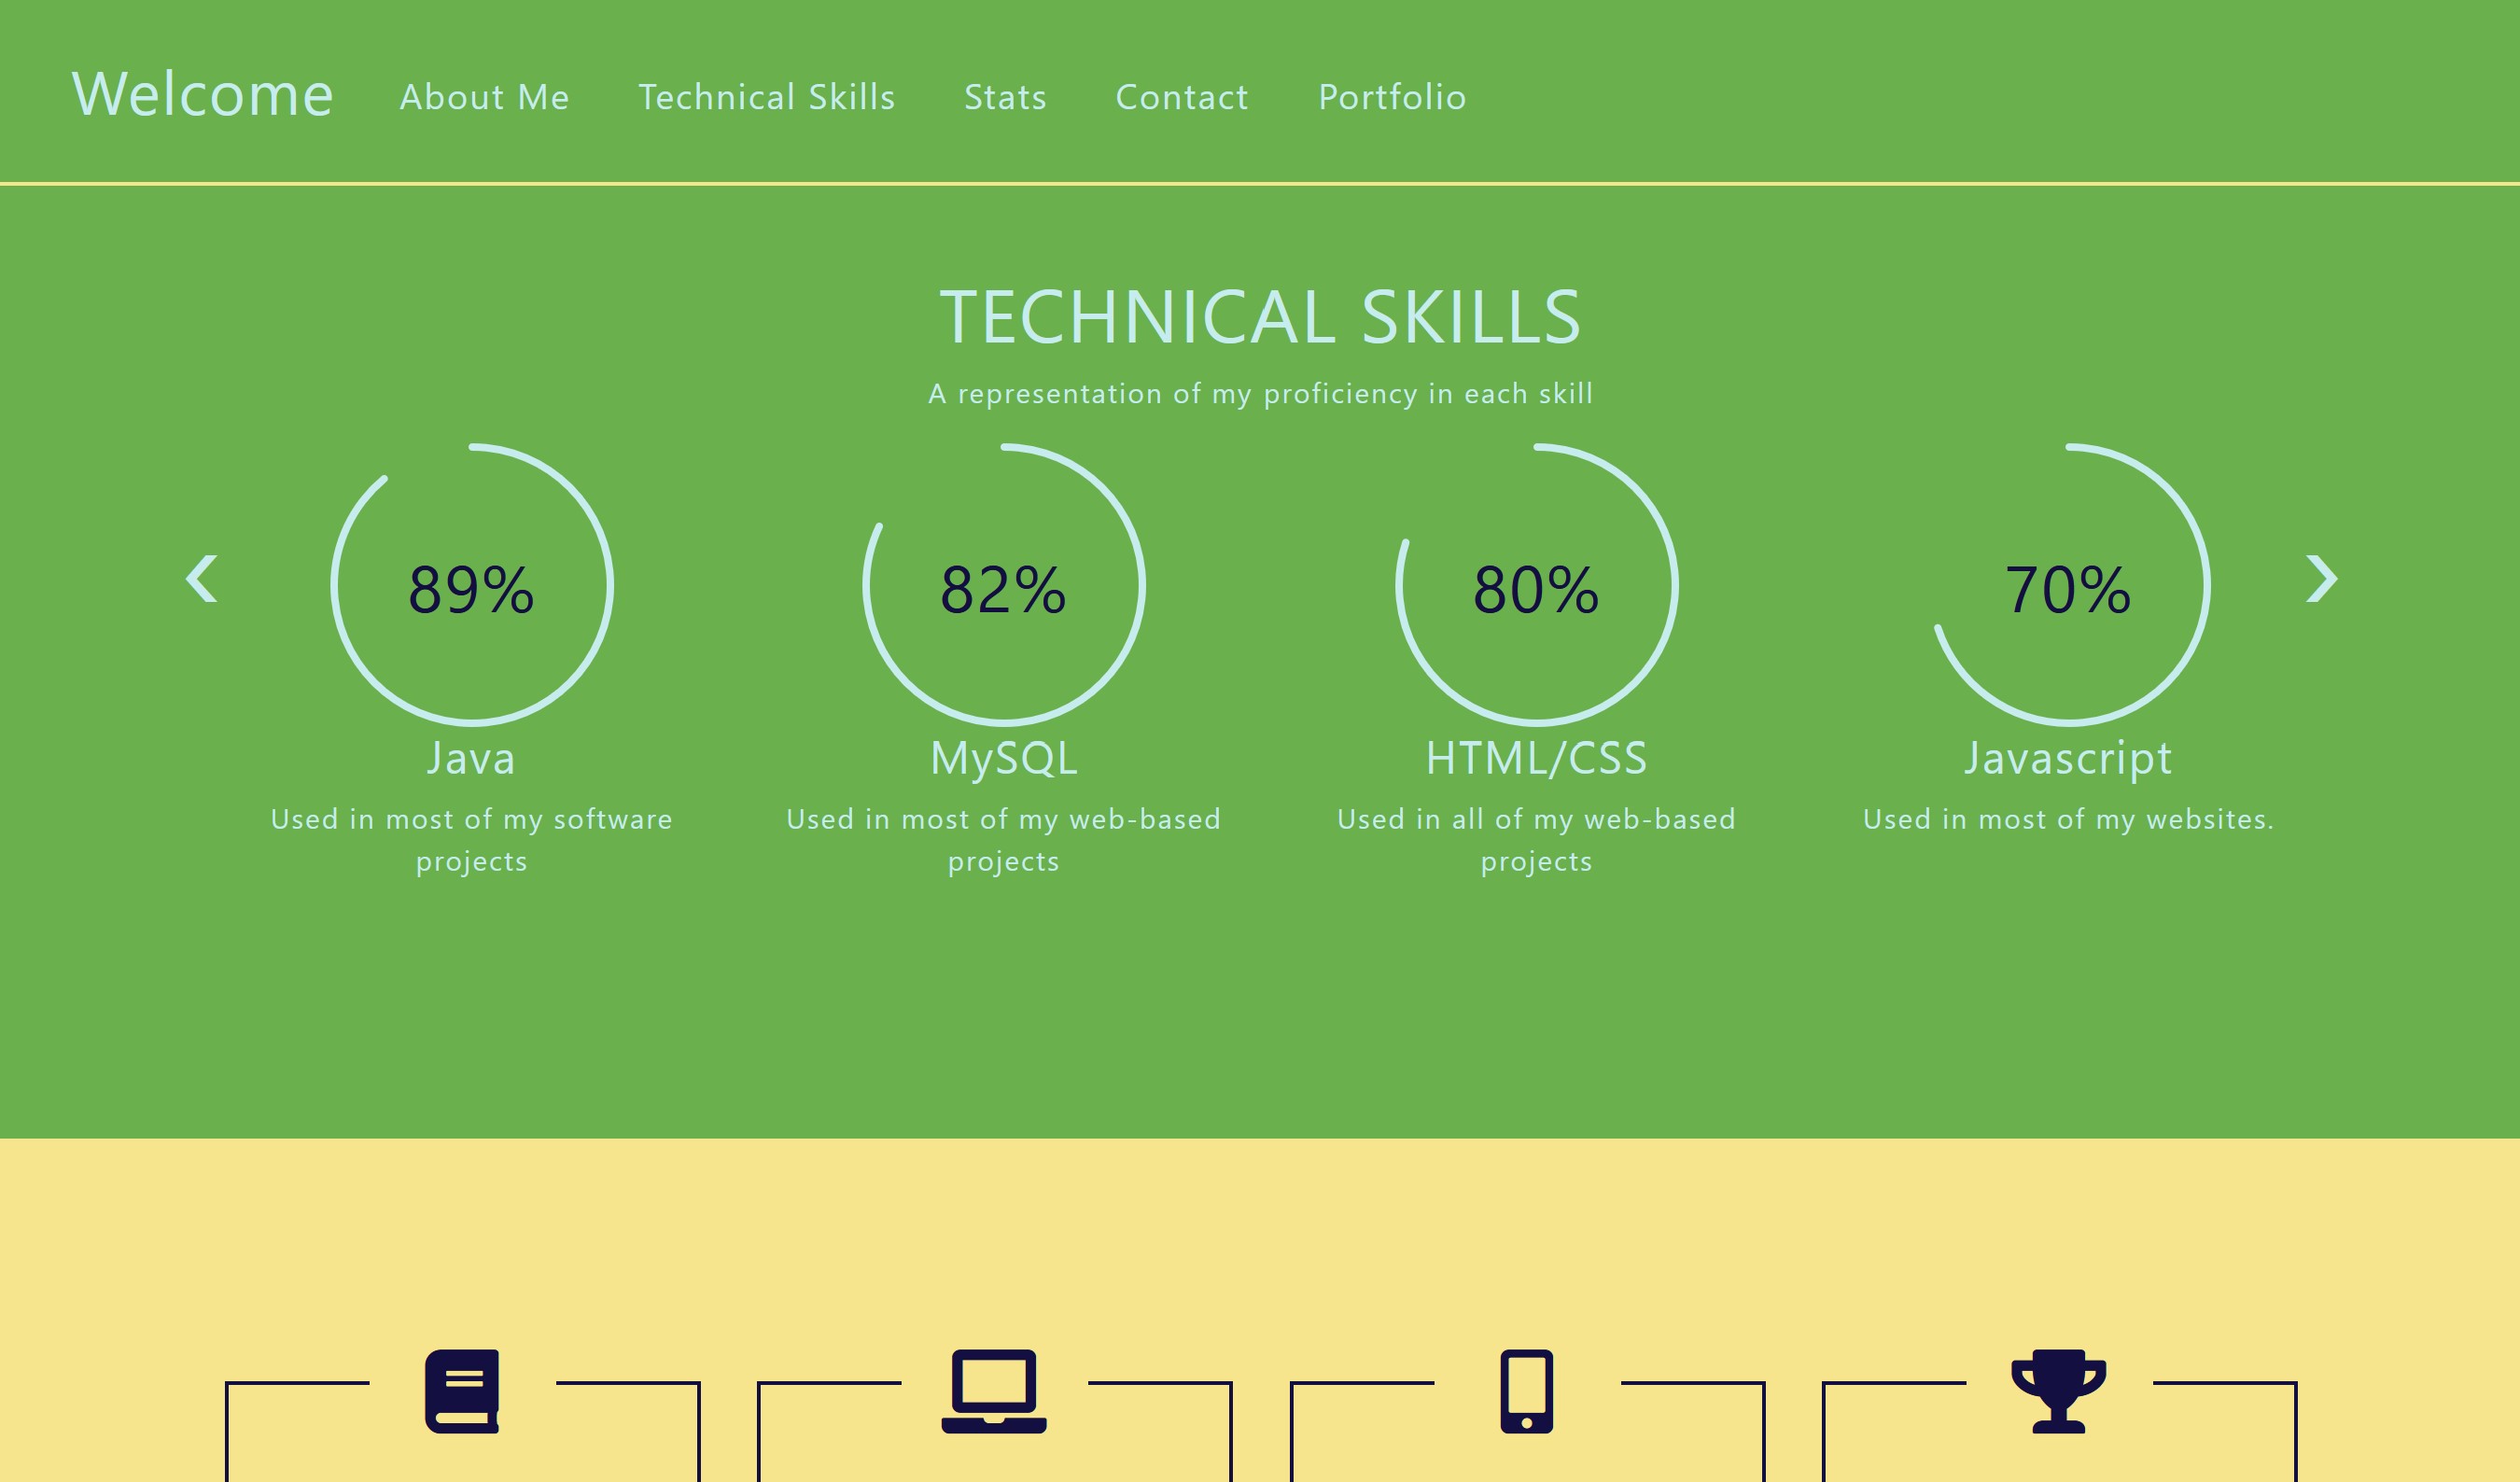 Welcome About Me Technical Skills Stats Contact Portfolio
TECHNICAL SKILLS
A representation of my proficiency in each skill
89% 82% 80% 70%
Java MySQL HTML/CSS Javascript
Used in most of my software projects
Used in most of my web-based projects
Used in all of my web-based projects
Used in most of my websites.